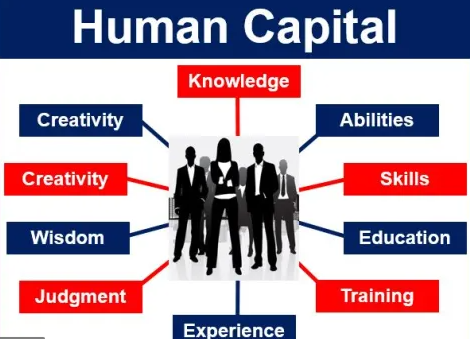 Human Capital
Knowledge
Creativity
Abilities
Creativity
Skills
Wisdom
Education
Judgment
Training
Experience